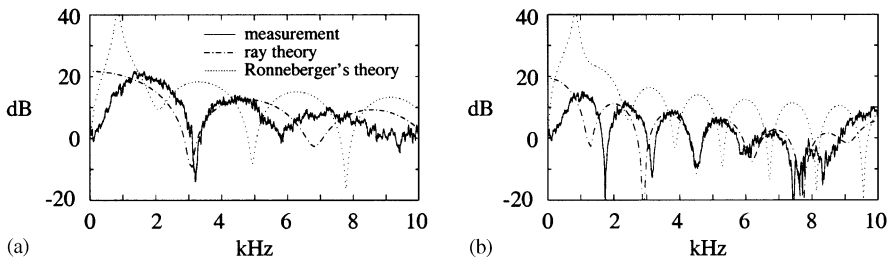 40
20
dB
0
-20
0 2 4 6 8 10
kHz
(a)
measurement
ray theory
Ronneberger's theory
40
20
dB
0
-20
0 2 4 6 8 10
kHz
(b)